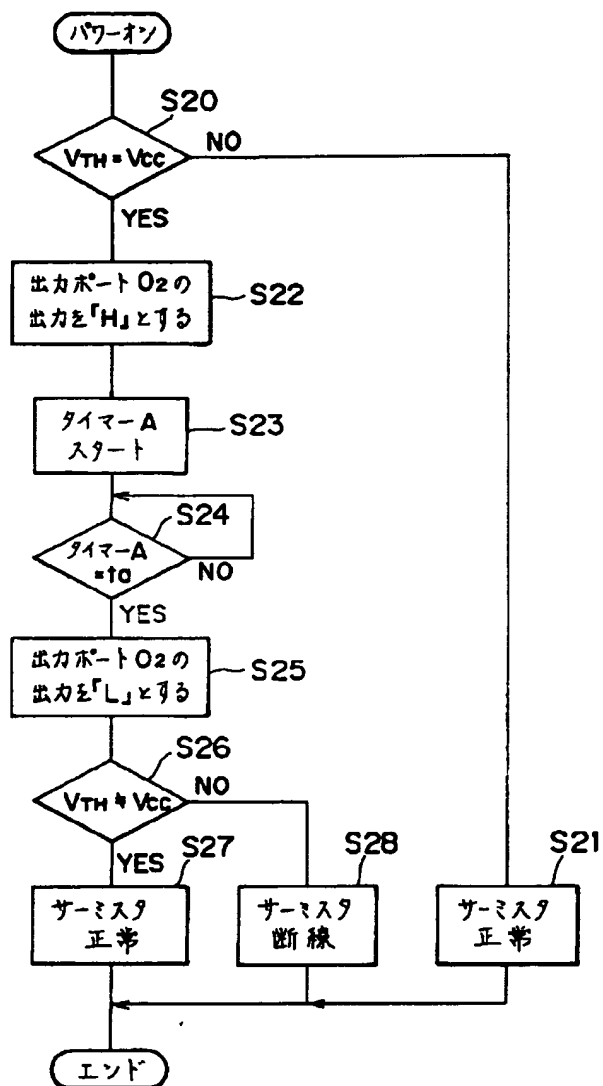 パワーオン
S20
VTH=VCC
NO
YES
出力ポートO2の
出力を「H」とする
S22
タイマーA
スタート
S23
S24
タイマーA
=ta
NO
YES
出力ポートO2の
出力を「L」とする
S25
S26
VTH≠VCC
NO
YES
S27
サーミスタ
正常
S28
サーミスタ
断線
S21
サーミスタ
正常
エンド